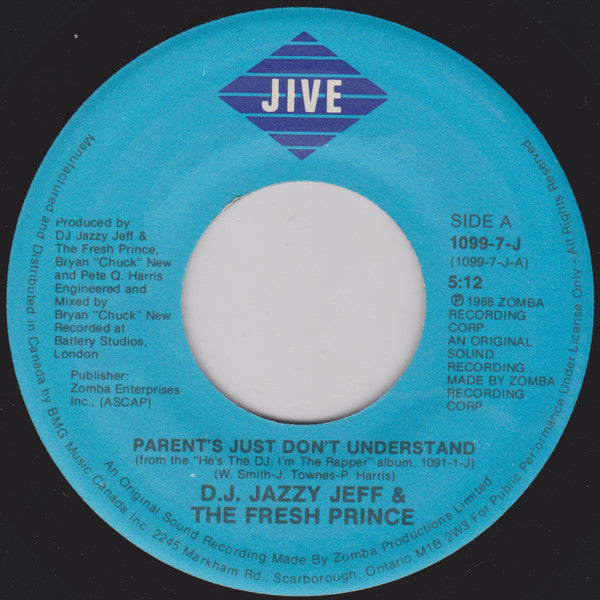 JIVE
Produced by
DJ Jazzy Jeff &
The Fresh Prince,
Bryan "Chuck" New
and Pete Q. Harris
Engineered and
Mixed by
Bryan "Chuck" New
Recorded at
Battery Studios,
London
Publisher:
Zomba Enterprises
Inc., (ASCAP)
SIDE A
1099-7-J
(1099-7-J-A)
5:12
℗ 1988 ZOMBA
RECORDING
CORP.
AN ORIGINAL
SOUND
RECORDING
MADE BY ZOMBA
RECORDING
CORP.
PARENT'S JUST DON'T UNDERSTAND
(from the "He's The DJ, I'm The Rapper" album, 1091-1-J)
(W. Smith-J. Townes-P. Harris)
D.J. JAZZY JEFF &
THE FRESH PRINCE
An Original Sound Recording Made By Zomba Productions Limited
Manufactured and Distributed in Canada by BMG Music Canada Inc. 2245 Markham Rd., Scarborough, Ontario M1B 2W3 For Public Performance Under License Only - All Rights Reserved